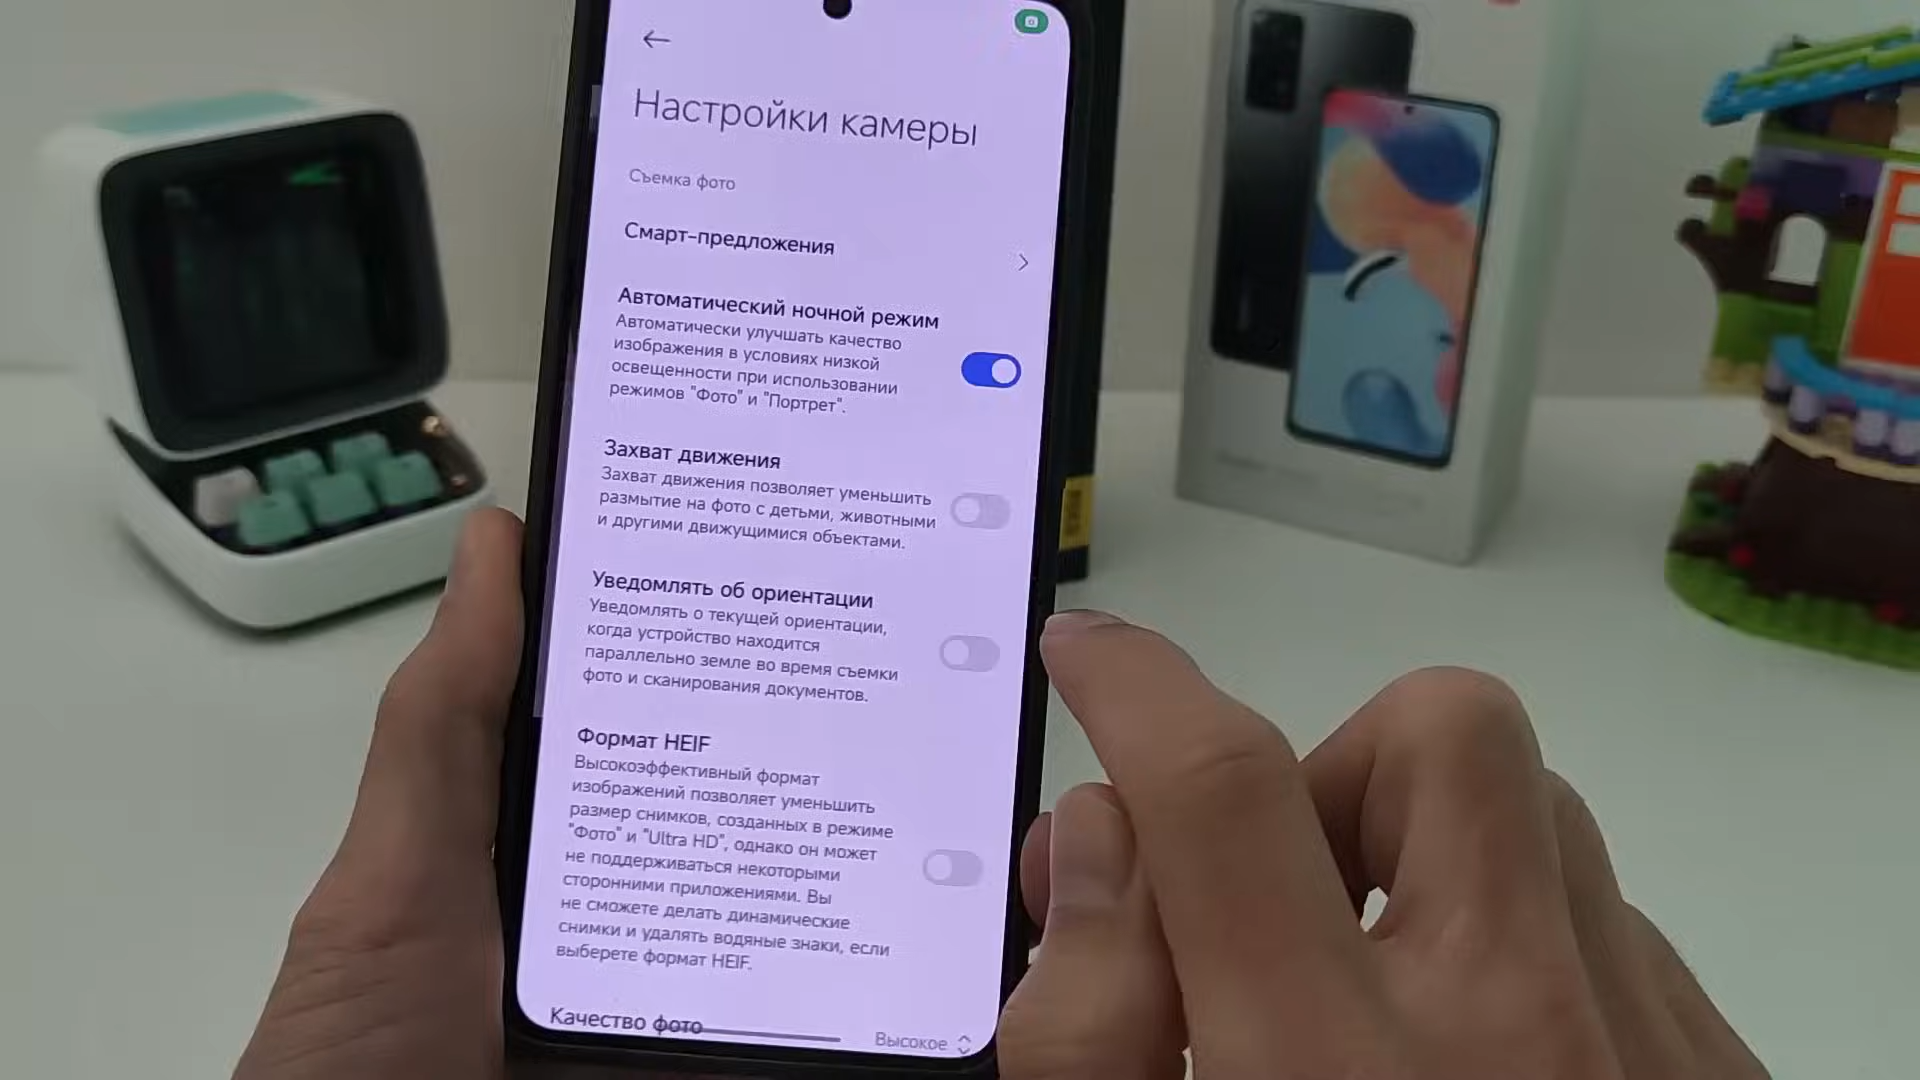 Настройки камеры
Съемка фото
Смарт-предложения
Автоматический ночной режим
Автоматически улучшать качество
изображения в условиях низкой
освещенности при использовании
режимов "Фото" и "Портрет".
Захват движения
Захват движения позволяет уменьшить
размытие на фото с детьми, животными
и другими движущимися объектами.
Уведомлять об ориентации
Уведомлять о текущей ориентации,
когда устройство находится
параллельно земле во время съемки
фото и сканирования документов.
Формат HEIF
Высокоэффективный формат
изображений позволяет уменьшить
размер снимков, созданных в режиме
"Фото" и "Ultra HD", однако он может
не поддерживаться некоторыми
сторонними приложениями. Вы
не сможете делать динамические
снимки и удалять водяные знаки, если
выберете формат HEIF.
Качество фото
Высокое